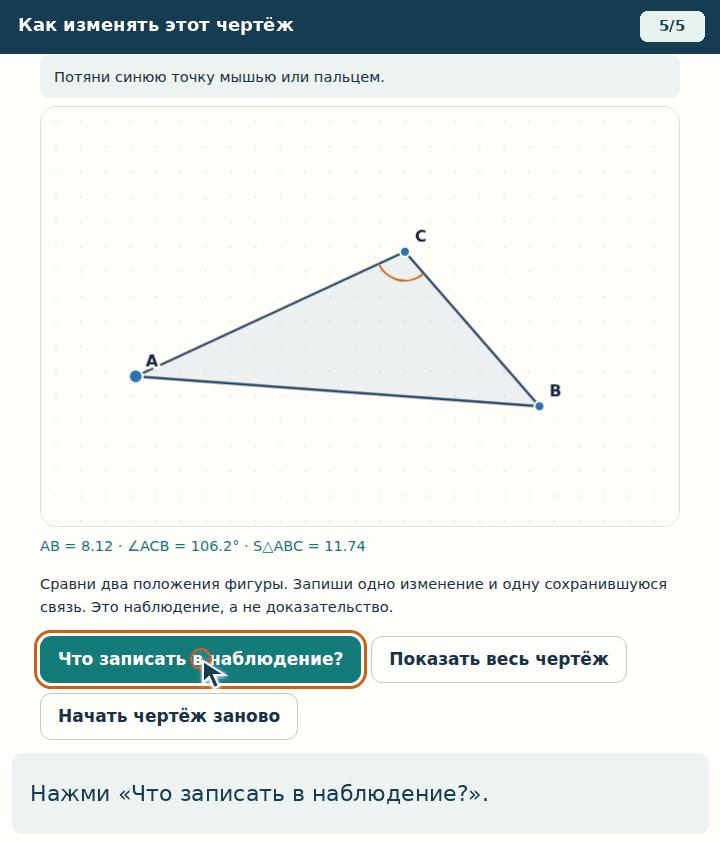 Как изменять этот чертёж
5/5
Потяни синюю точку мышью или пальцем.
C
A
B
AB = 8.12 · ∠ACB = 106.2° · S△ABC = 11.74
Сравни два положения фигуры. Запиши одно изменение и одну сохранившуюся
связь. Это наблюдение, а не доказательство.
Что записать в наблюдение?
Показать весь чертёж
Начать чертёж заново
Нажми «Что записать в наблюдение?».